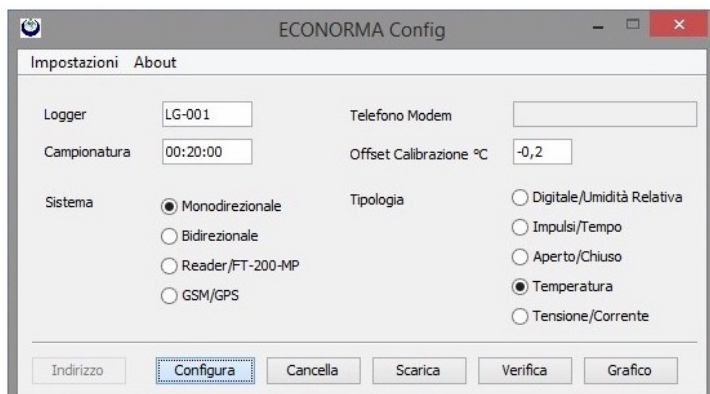 ECONORMA Config
Impostazioni About
Logger LG-001 Telefono Modem
Campionatura 00:20:00 Offset Calibrazione ºC -0,2
Sistema Monodirezionale Tipologia Digitale/Umidità Relativa
Bidirezionale Impulsi/Tempo
Reader/FT-200-MP Aperto/Chiuso
GSM/GPS Temperatura
Tensione/Corrente
Indirizzo Configura Cancella Scarica Verifica Grafico